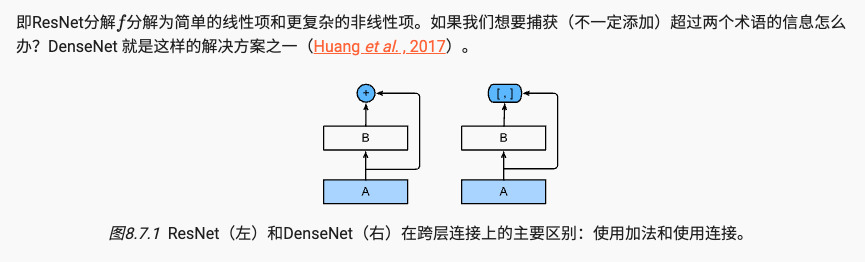 即ResNet分解f分解为简单的线性项和更复杂的非线性项。如果我们想要捕获（不一定添加）超过两个术语的信息怎么
办？DenseNet 就是这样的解决方案之一（Huang et al. , 2017）。
+ [ , ]
B B
A A
图8.7.1 ResNet（左）和DenseNet（右）在跨层连接上的主要区别：使用加法和使用连接。